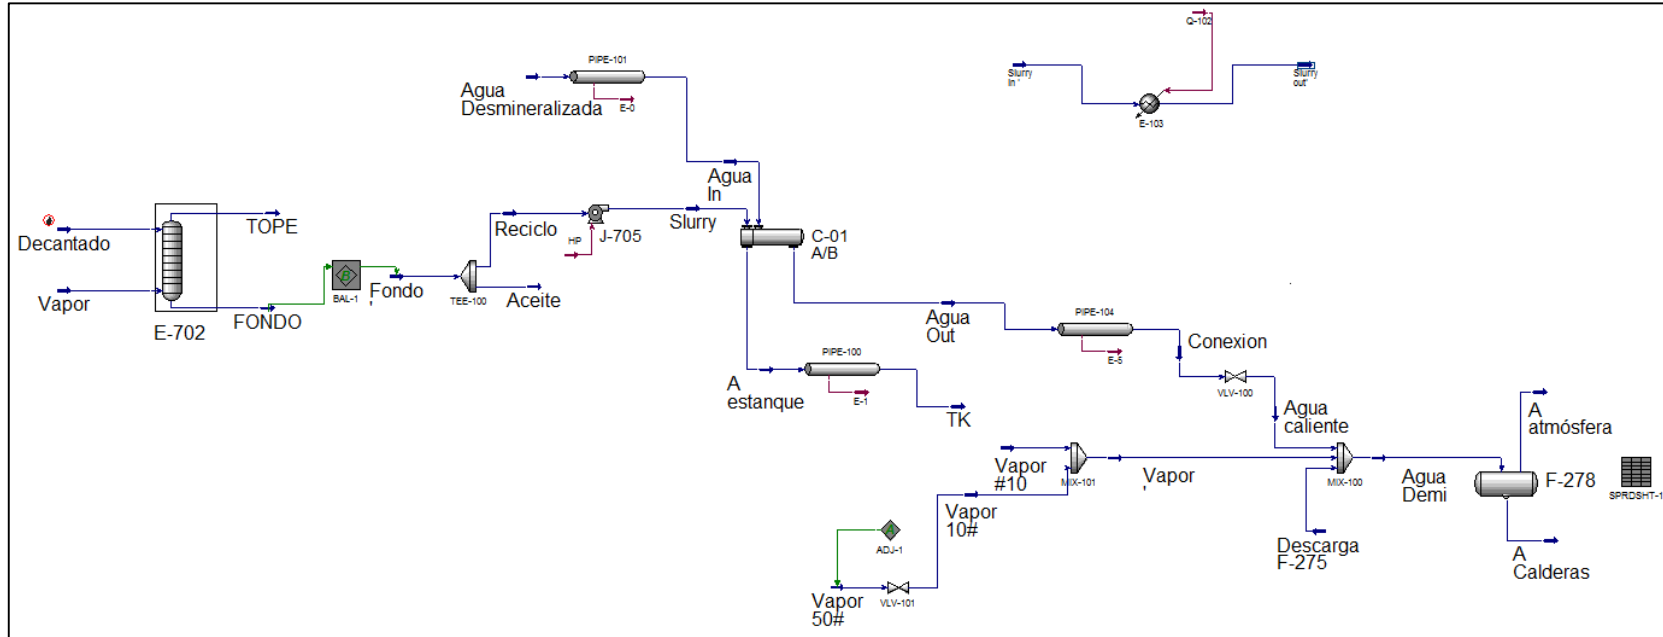 Q-102
Slurry
In '
Slurry
out'
E-103
PIPE-101
Agua
Desmineralizada
E-0
Agua
In
Decantado
TOPE
Vapor
E-702
FONDO
B
BAL-1
Fondo
'
TEE-100
Reciclo
Aceite
HP
J-705
Slurry
C-01
A/B
Agua
Out
PIPE-104
E-5
Conexion
VLV-100
PIPE-100
A
estanque
E-1
TK
Agua
caliente
Vapor
#10
MIX-101
Vapor
'
MIX-100
Agua
Demi
A
atmósfera
F-278
SPRDSHT-1
Vapor
10#
A
ADJ-1
Descarga
F-275
A
Calderas
Vapor
50#
VLV-101